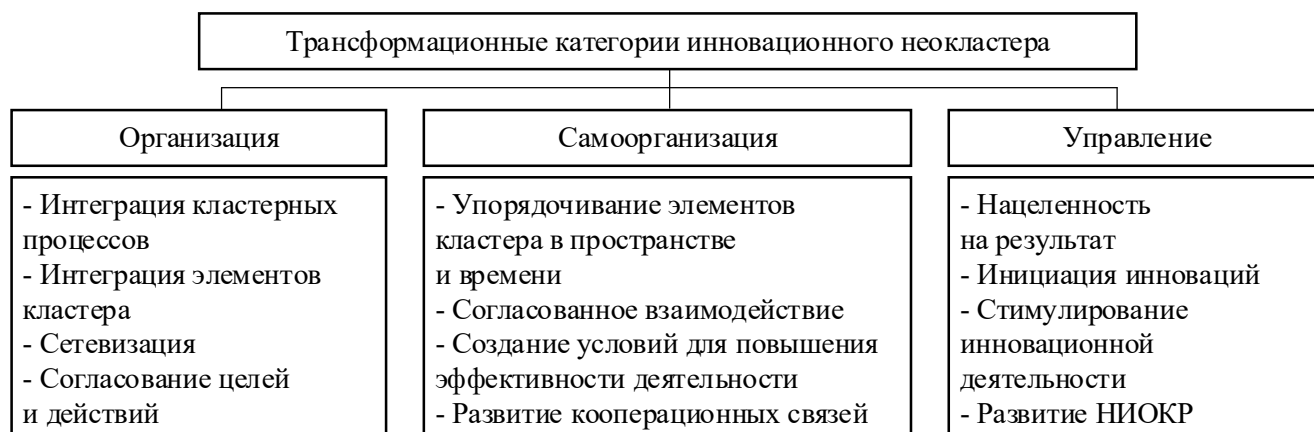 Трансформационные категории инновационного неокластера
Организация
- Интеграция кластерных
процессов
- Интеграция элементов
кластера
- Сетевизация
- Согласование целей
и действий
Самоорганизация
- Упорядочивание элементов
кластера в пространстве
и времени
- Согласованное взаимодействие
- Создание условий для повышения
эффективности деятельности
- Развитие кооперационных связей
Управление
- Нацеленность
на результат
- Инициация инноваций
- Стимулирование
инновационной
деятельности
- Развитие НИОКР